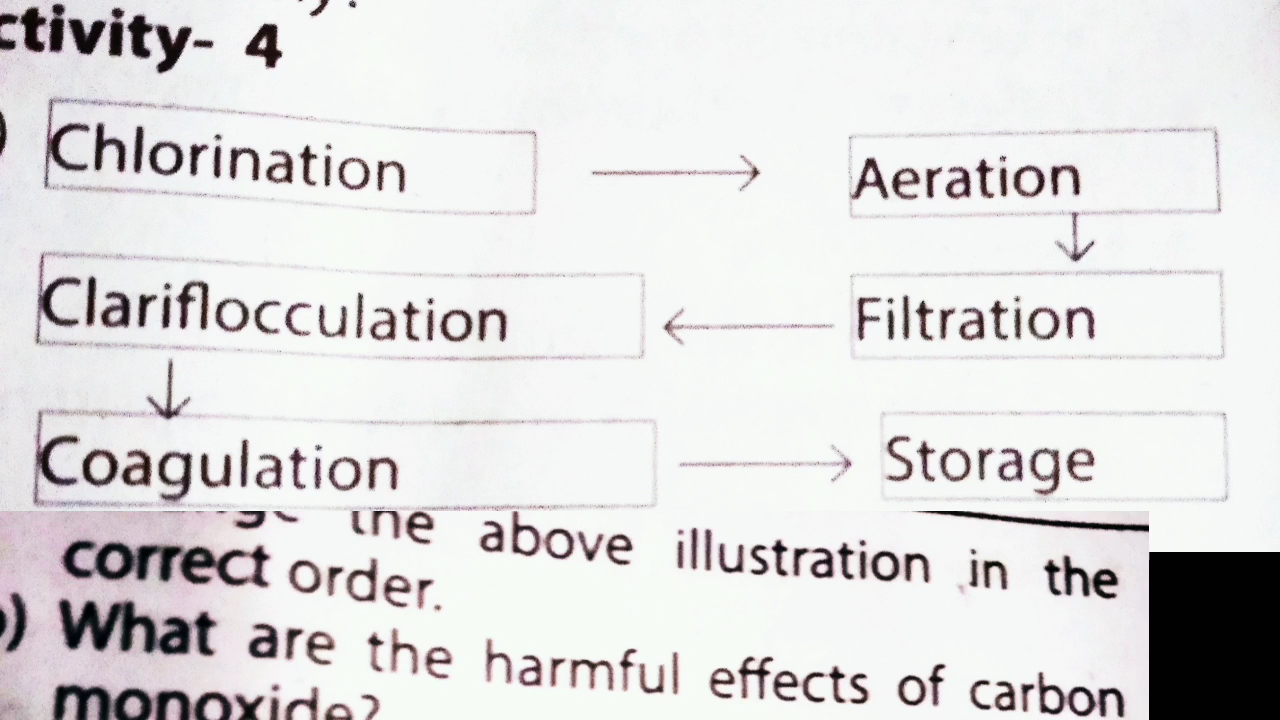 ctivity- 4
Chlorination
Aeration
Clariflocculation
Filtration
Coagulation
Storage
the above illustration in the
correct order.
) What are the harmful effects of carbon
monoxide?